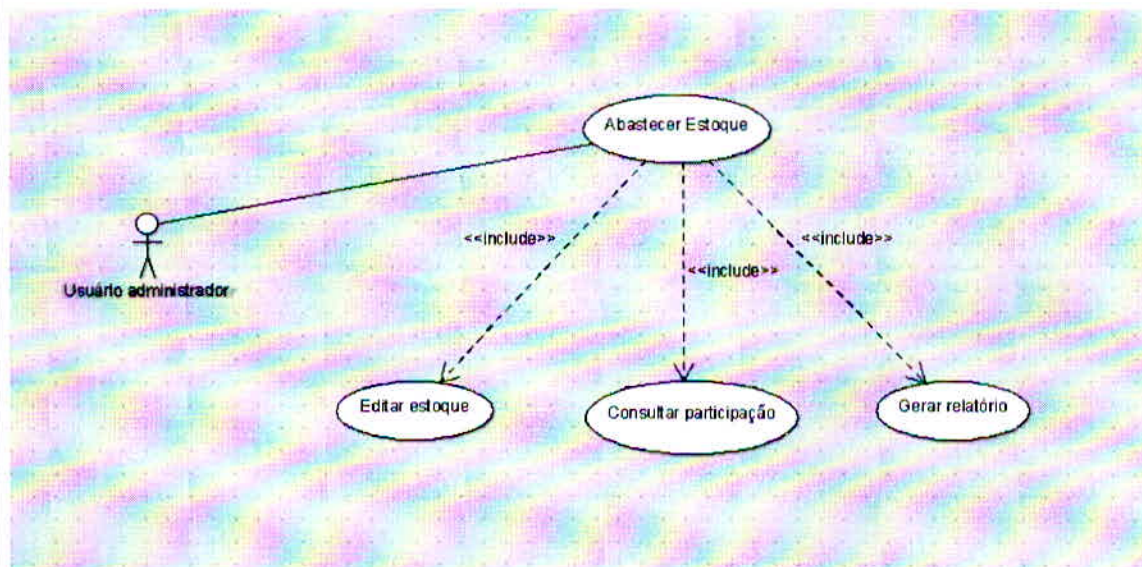 Abastecer Estoque
<<include>>
<<include>>
<<include>>
Usuário administrador
Editar estoque
Consultar participação
Gerar relatório